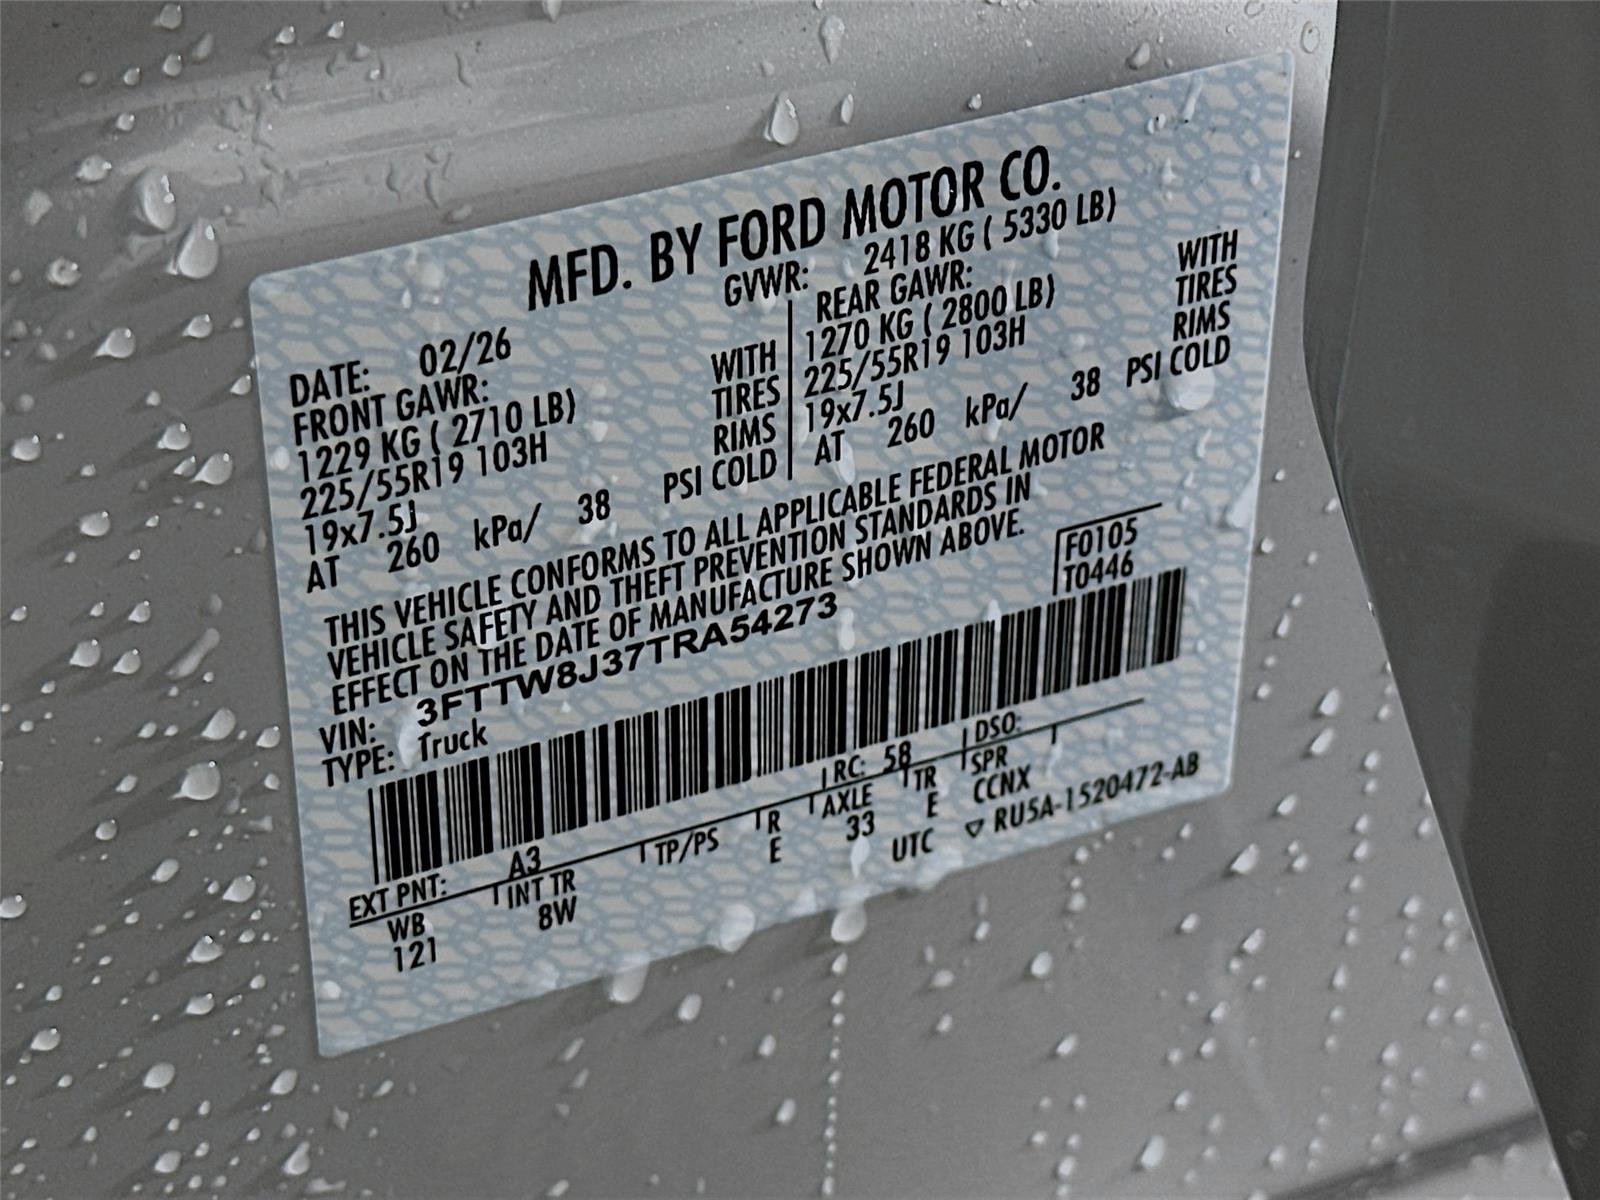 MFD. BY FORD MOTOR CO.
GVWR: 2418 KG ( 5330 LB)
DATE: 02/26
FRONT GAWR:
1229 KG ( 2710 LB) WITH
225/55R19 103H TIRES
19x7.5J RIMS
AT 260 kPa/ 38 PSI COLD
REAR GAWR:
1270 KG ( 2800 LB) WITH
225/55R19 103H TIRES
19x7.5J RIMS
AT 260 kPa/ 38 PSI COLD
THIS VEHICLE CONFORMS TO ALL APPLICABLE FEDERAL MOTOR
VEHICLE SAFETY AND THEFT PREVENTION STANDARDS IN
EFFECT ON THE DATE OF MANUFACTURE SHOWN ABOVE.
F0105
T0446
VIN: 3FTTW8J37TRA54273
TYPE: Truck
EXT PNT: A3 RC: 58 DSO:
WB INT TR TP/PS R AXLE TR SPR
121 8W E 33 E CCNX
UTC ▽ RU5A-1520472-AB